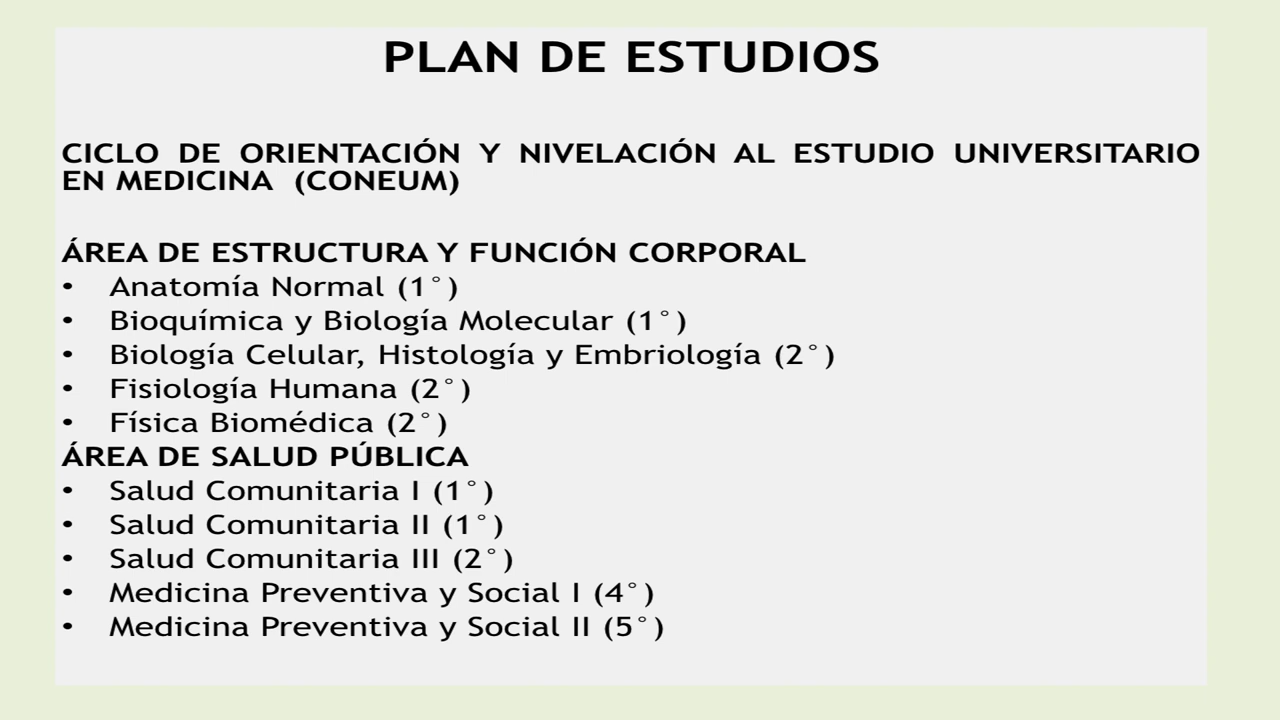 PLAN DE ESTUDIOS
CICLO DE ORIENTACIÓN Y NIVELACIÓN AL ESTUDIO UNIVERSITARIO
EN MEDICINA (CONEUM)
ÁREA DE ESTRUCTURA Y FUNCIÓN CORPORAL
• Anatomía Normal (1°)
• Bioquímica y Biología Molecular (1°)
• Biología Celular, Histología y Embriología (2°)
• Fisiología Humana (2°)
• Física Biomédica (2°)
ÁREA DE SALUD PÚBLICA
• Salud Comunitaria I (1°)
• Salud Comunitaria II (1°)
• Salud Comunitaria III (2°)
• Medicina Preventiva y Social I (4°)
• Medicina Preventiva y Social II (5°)